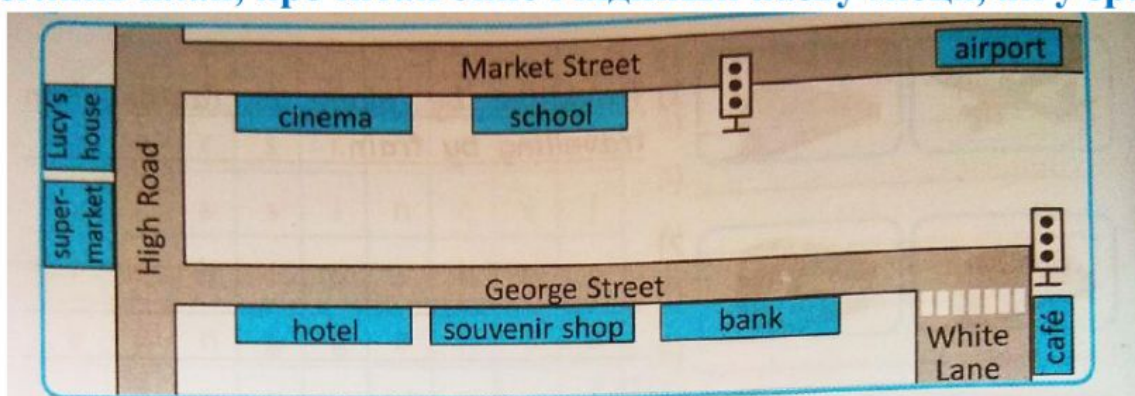 airport
Market Street
cinema
school
Lucy's
house
super-
market
High Road
George Street
hotel
souvenir shop
bank
White
Lane
café